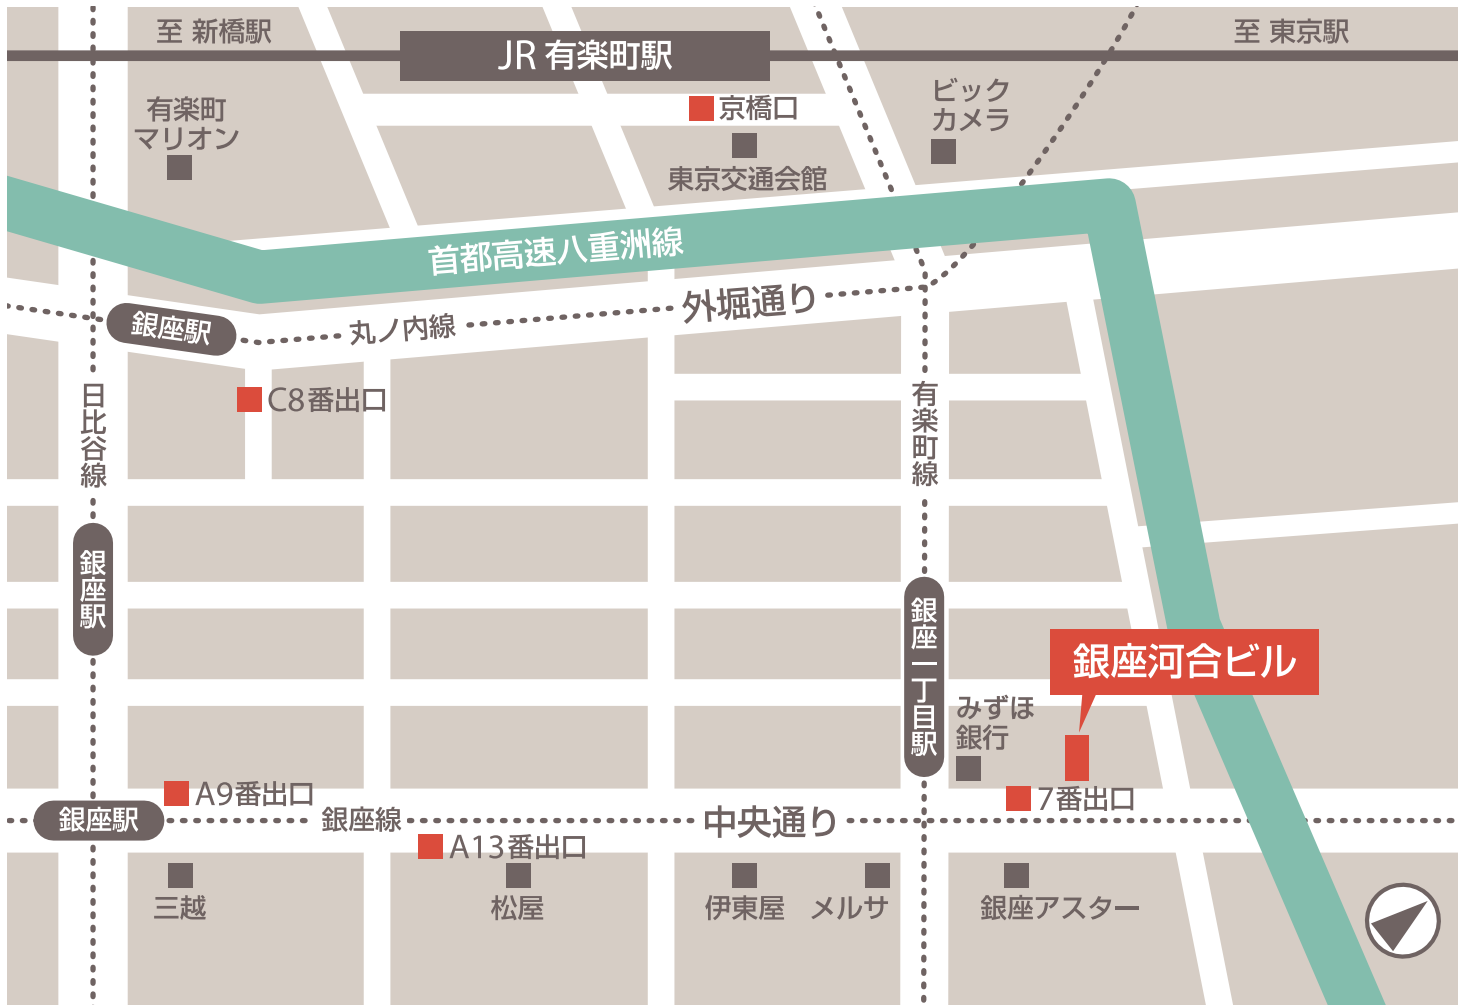 至 新橋駅
JR 有楽町駅
至 東京駅
有楽町
マリオン
京橋口
ビック
カメラ
東京交通会館
首都高速八重洲線
外堀通り
銀座駅
丸ノ内線
C8番出口
日比谷線
有楽町線
銀座駅
銀座一丁目駅
銀座河合ビル
みずほ
銀行
A9番出口
7番出口
銀座駅
銀座線
中央通り
A13番出口
三越
松屋
伊東屋
メルサ
銀座アスター